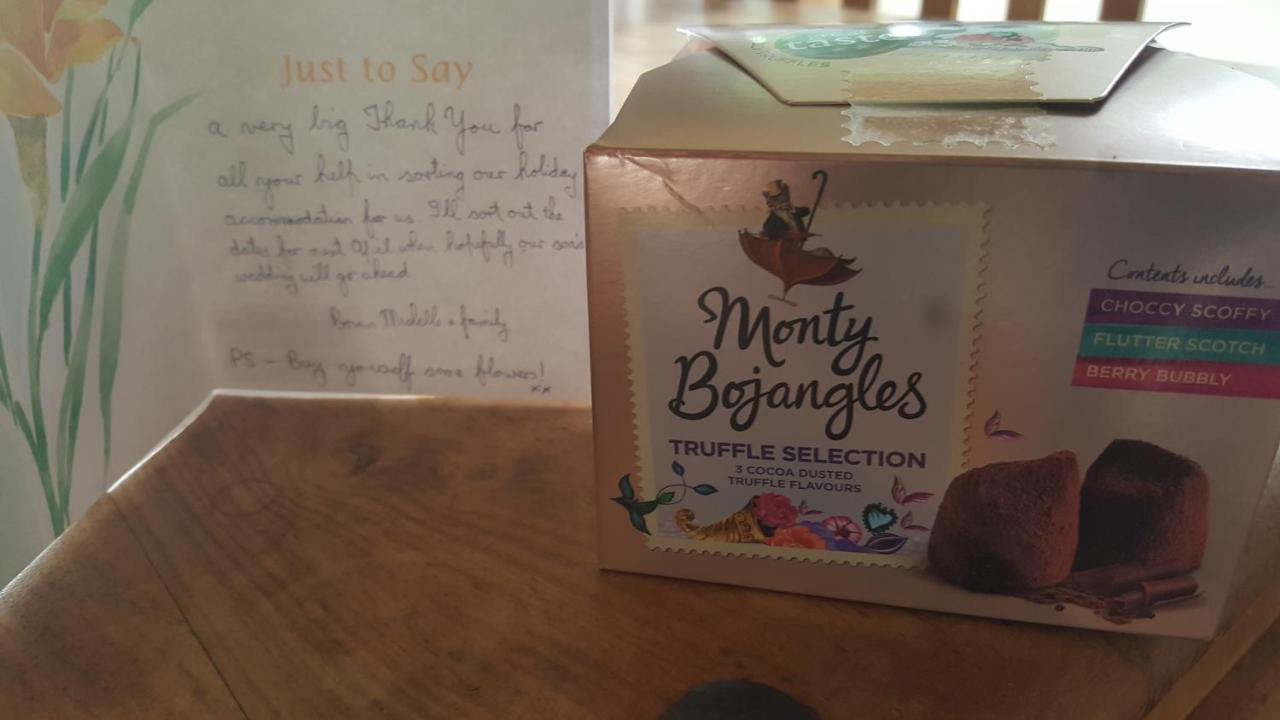 Just to Say
a very big Thank You for
all your help in sorting our holiday
accommodation for us. I'll sort out the
dates for next when hopefully our son's
wedding will go ahead
& family
PS - Buy yourself some flowers!
xx
taste
TRUFFLES
Monty
Bojangles
TRUFFLE SELECTION
3 COCOA DUSTED
TRUFFLE FLAVOURS
Contents includes...
CHOCCY SCOFFY
FLUTTER SCOTCH
BERRY BUBBLY